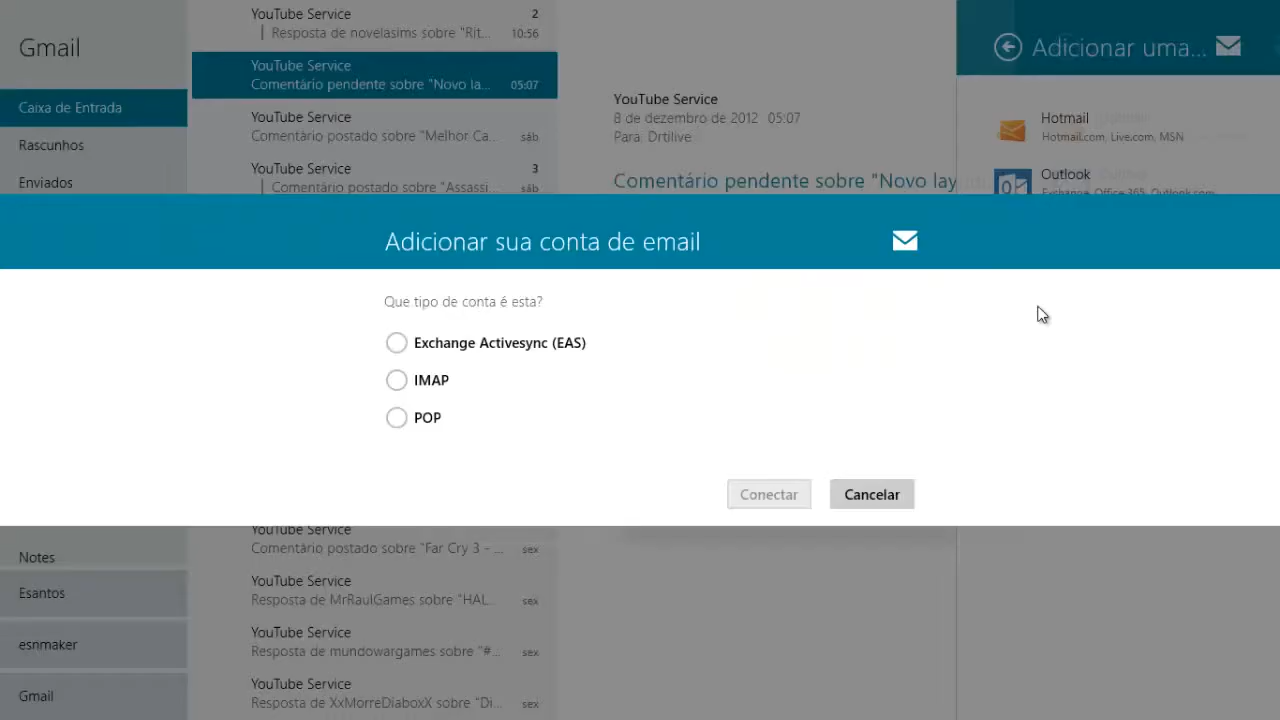 Gmail
Caixa de Entrada
Rascunhos
Enviados
YouTube Service 2
Resposta de novelasims sobre "Rit... 10:56
YouTube Service
Comentário pendente sobre "Novo la... 05:07
YouTube Service
Comentário postado sobre "Melhor Ca... sáb
YouTube Service 3
Comentário postado sobre "Assassi... sáb
YouTube Service
8 de dezembro de 2012 05:07
Para: Drtilive
Comentário pendente sobre "Novo lay
Adicionar uma...
Hotmail
Hotmail.com, Live.com, MSN
Outlook
Exchange, Office 365, Outlook.com
Adicionar sua conta de email
Que tipo de conta é esta?
Exchange Activesync (EAS)
IMAP
POP
Conectar
Cancelar
Notes
Esantos
esnmaker
Gmail
YouTube Service
Comentário postado sobre "Far Cry 3 - ... sex
YouTube Service
Resposta de MrRaulGames sobre "HAL... sex
YouTube Service
Resposta de mundowargames sobre "#... sex
YouTube Service
Resposta de XxMorreDiaboxX sobre "Di... sex